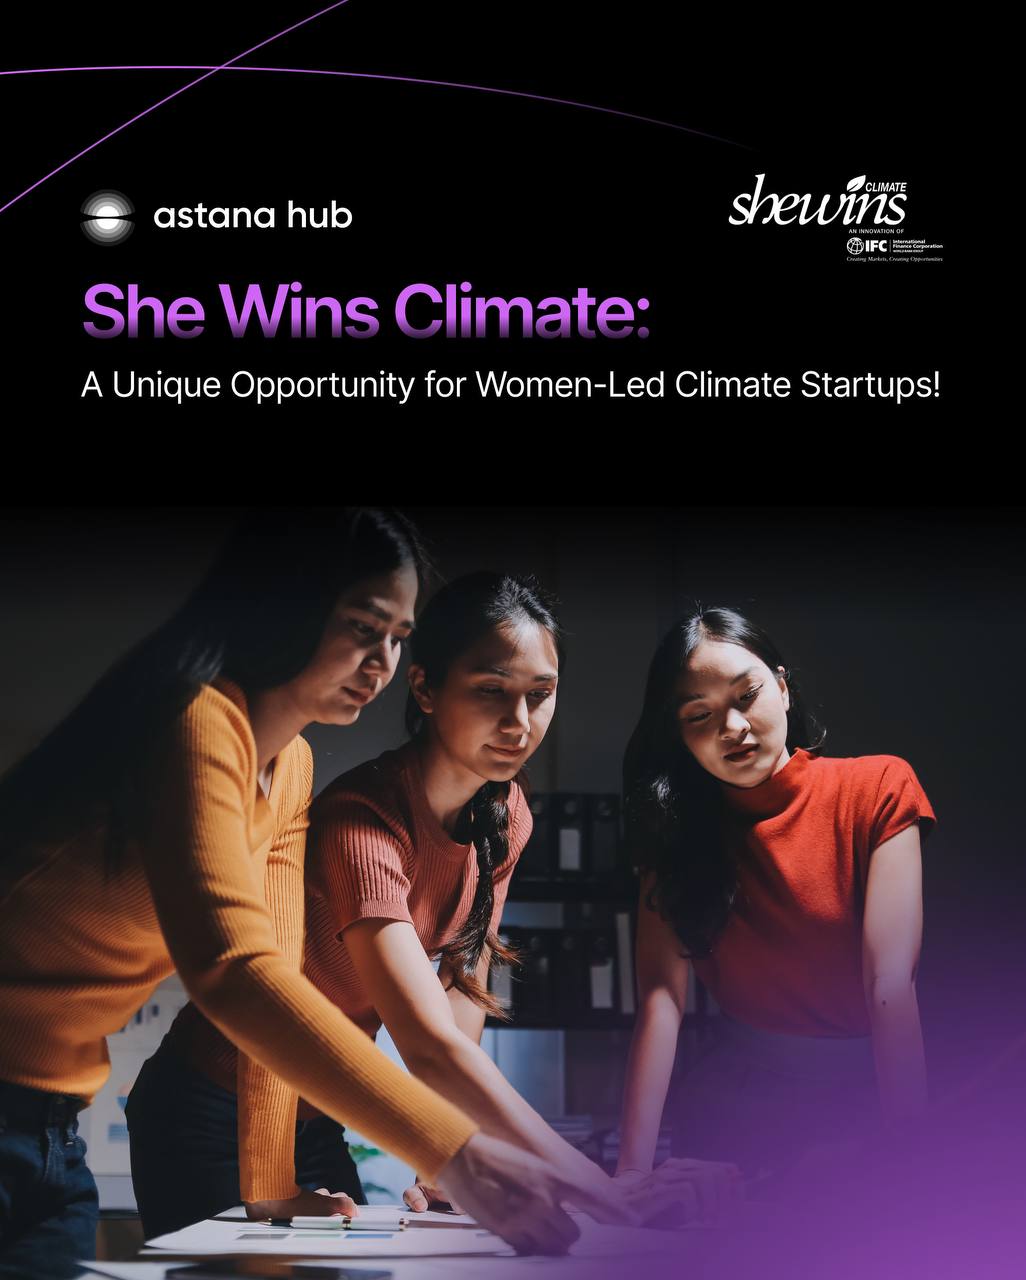 astana hub
shewins
CLIMATE
AN INNOVATION OF
IFC
International
Finance Corporation
WORLD BANK GROUP
Creating Markets, Creating Opportunities
She Wins Climate:
A Unique Opportunity for Women-Led Climate Startups!